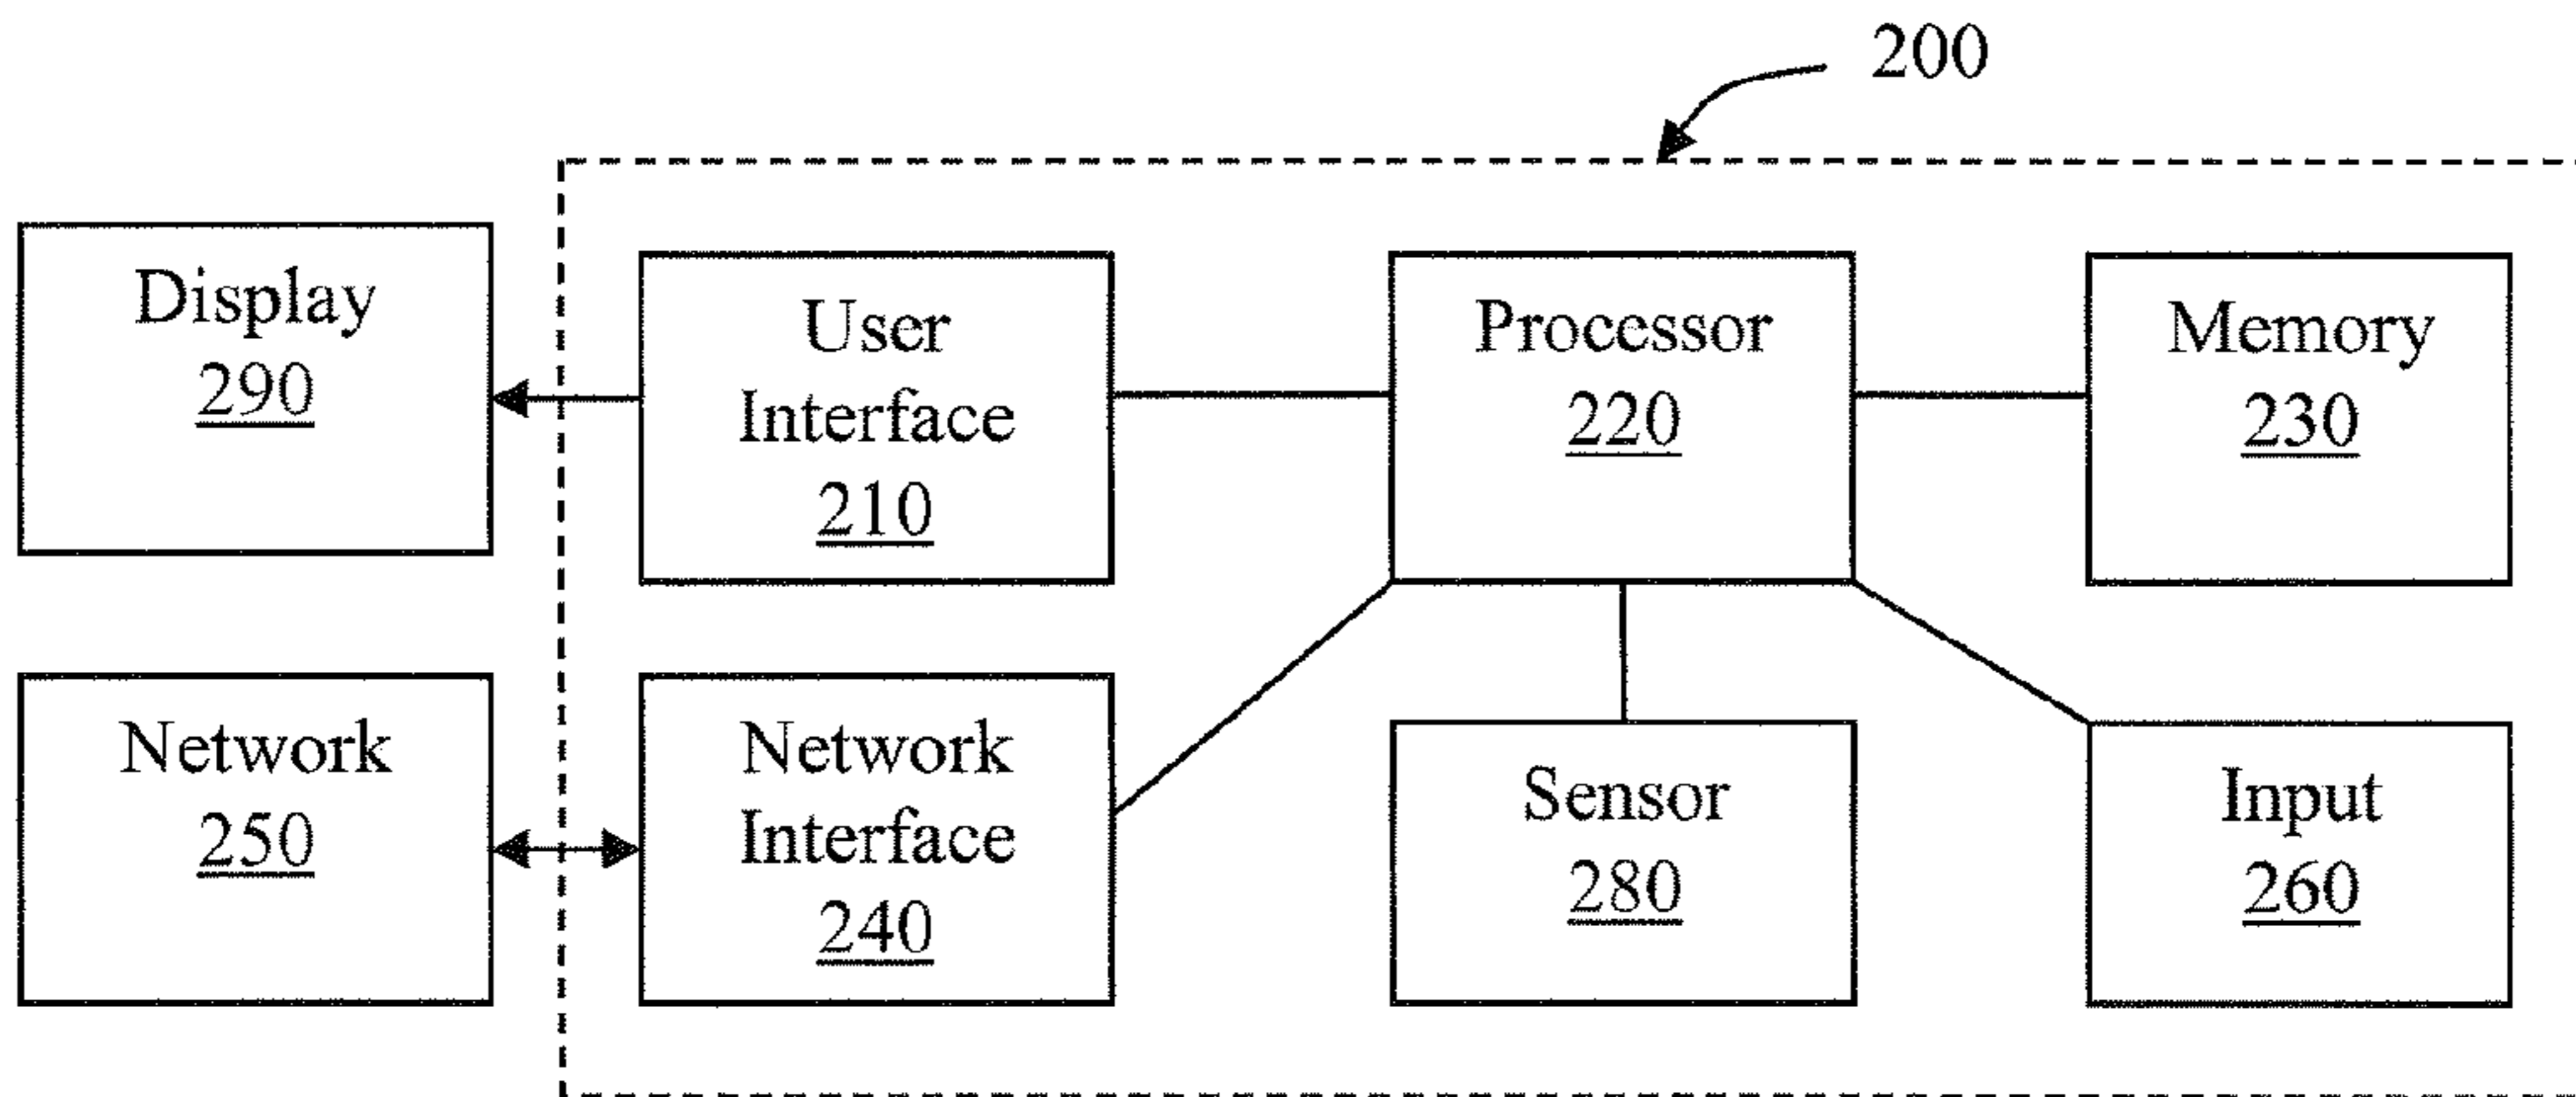 200
Display
290
User
Interface
210
Processor
220
Memory
230
Network
250
Network
Interface
240
Sensor
280
Input
260